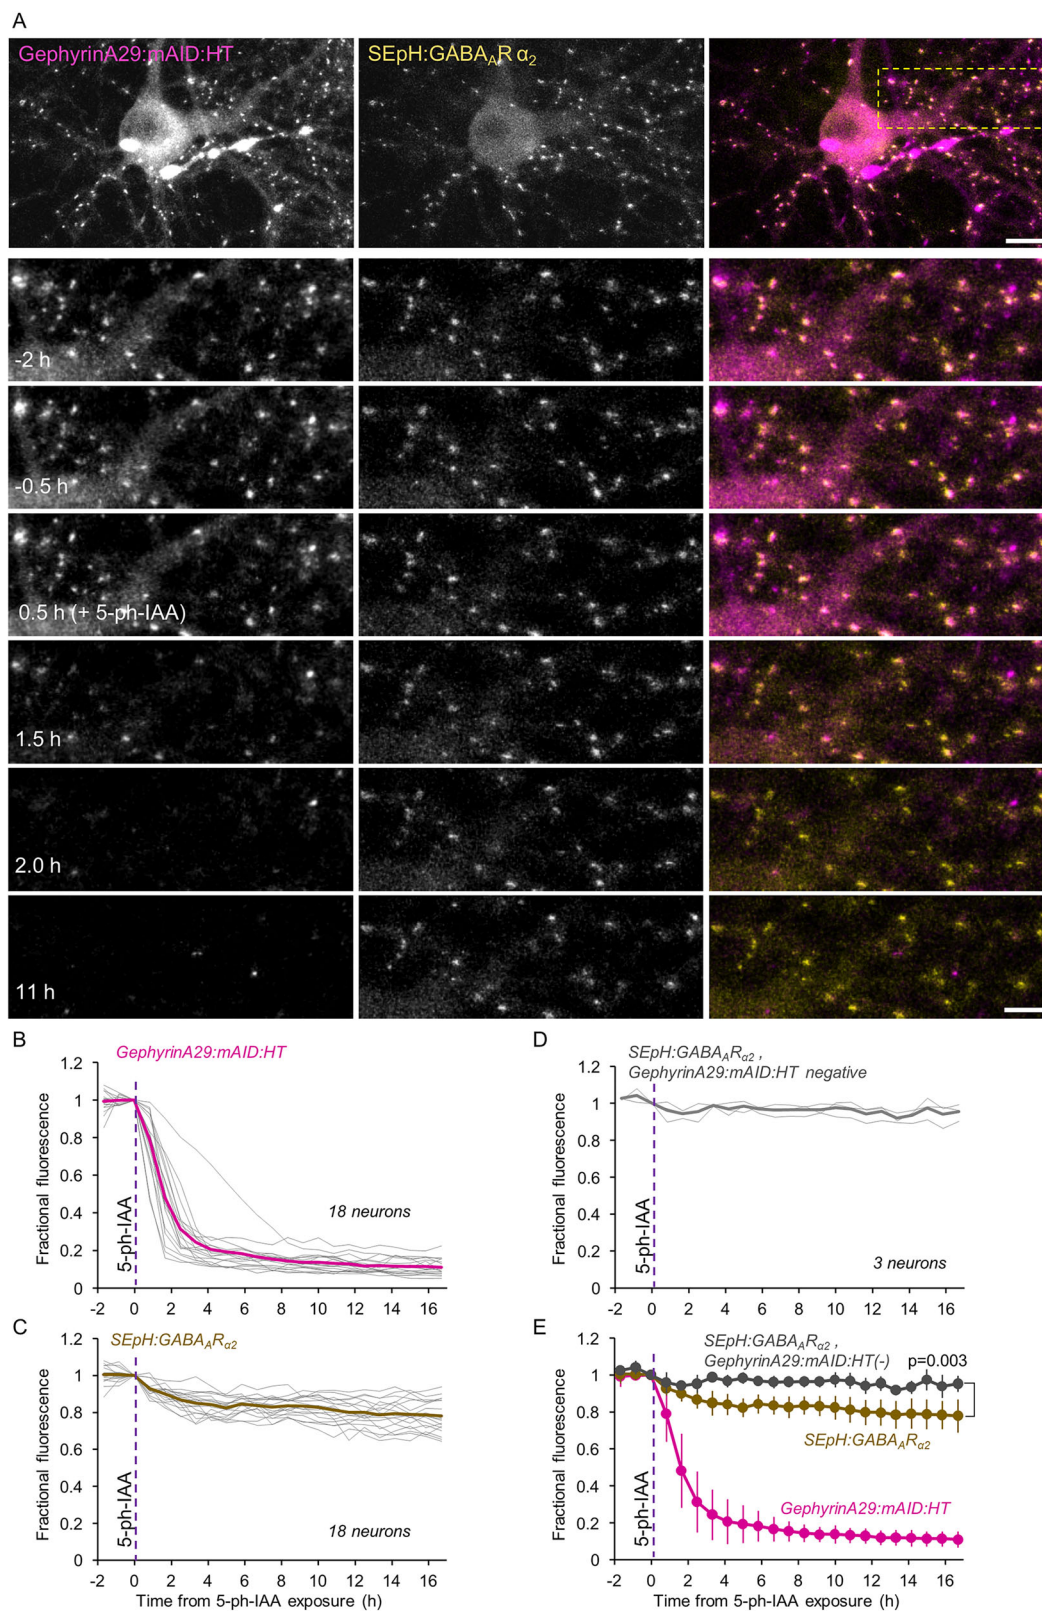 A
GephyrinA29:mAID:HT
SEpH:GABA_AR α₂
-2 h
-0.5 h
0.5 h (+ 5-ph-IAA)
1.5 h
2.0 h
11 h
B
GephyrinA29:mAID:HT
1.2
1
0.8
0.6
0.4
0.2
0
Fractional fluorescence
5-ph-IAA
18 neurons
-2 0 2 4 6 8 10 12 14 16
C
SEpH:GABA_AR_α2
1.2
1
0.8
0.6
0.4
0.2
0
Fractional fluorescence
5-ph-IAA
18 neurons
-2 0 2 4 6 8 10 12 14 16
Time from 5-ph-IAA exposure (h)
D
SEpH:GABA_AR_α2 ,
GephyrinA29:mAID:HT negative
1.2
1
0.8
0.6
0.4
0.2
0
Fractional fluorescence
5-ph-IAA
3 neurons
-2 0 2 4 6 8 10 12 14 16
E
SEpH:GABA_AR_α2 ,
GephyrinA29:mAID:HT(-)
p=0.003
1.2
1
0.8
0.6
0.4
0.2
0
Fractional fluorescence
5-ph-IAA
SEpH:GABA_AR_α2
GephyrinA29:mAID:HT
-2 0 2 4 6 8 10 12 14 16
Time from 5-ph-IAA exposure (h)